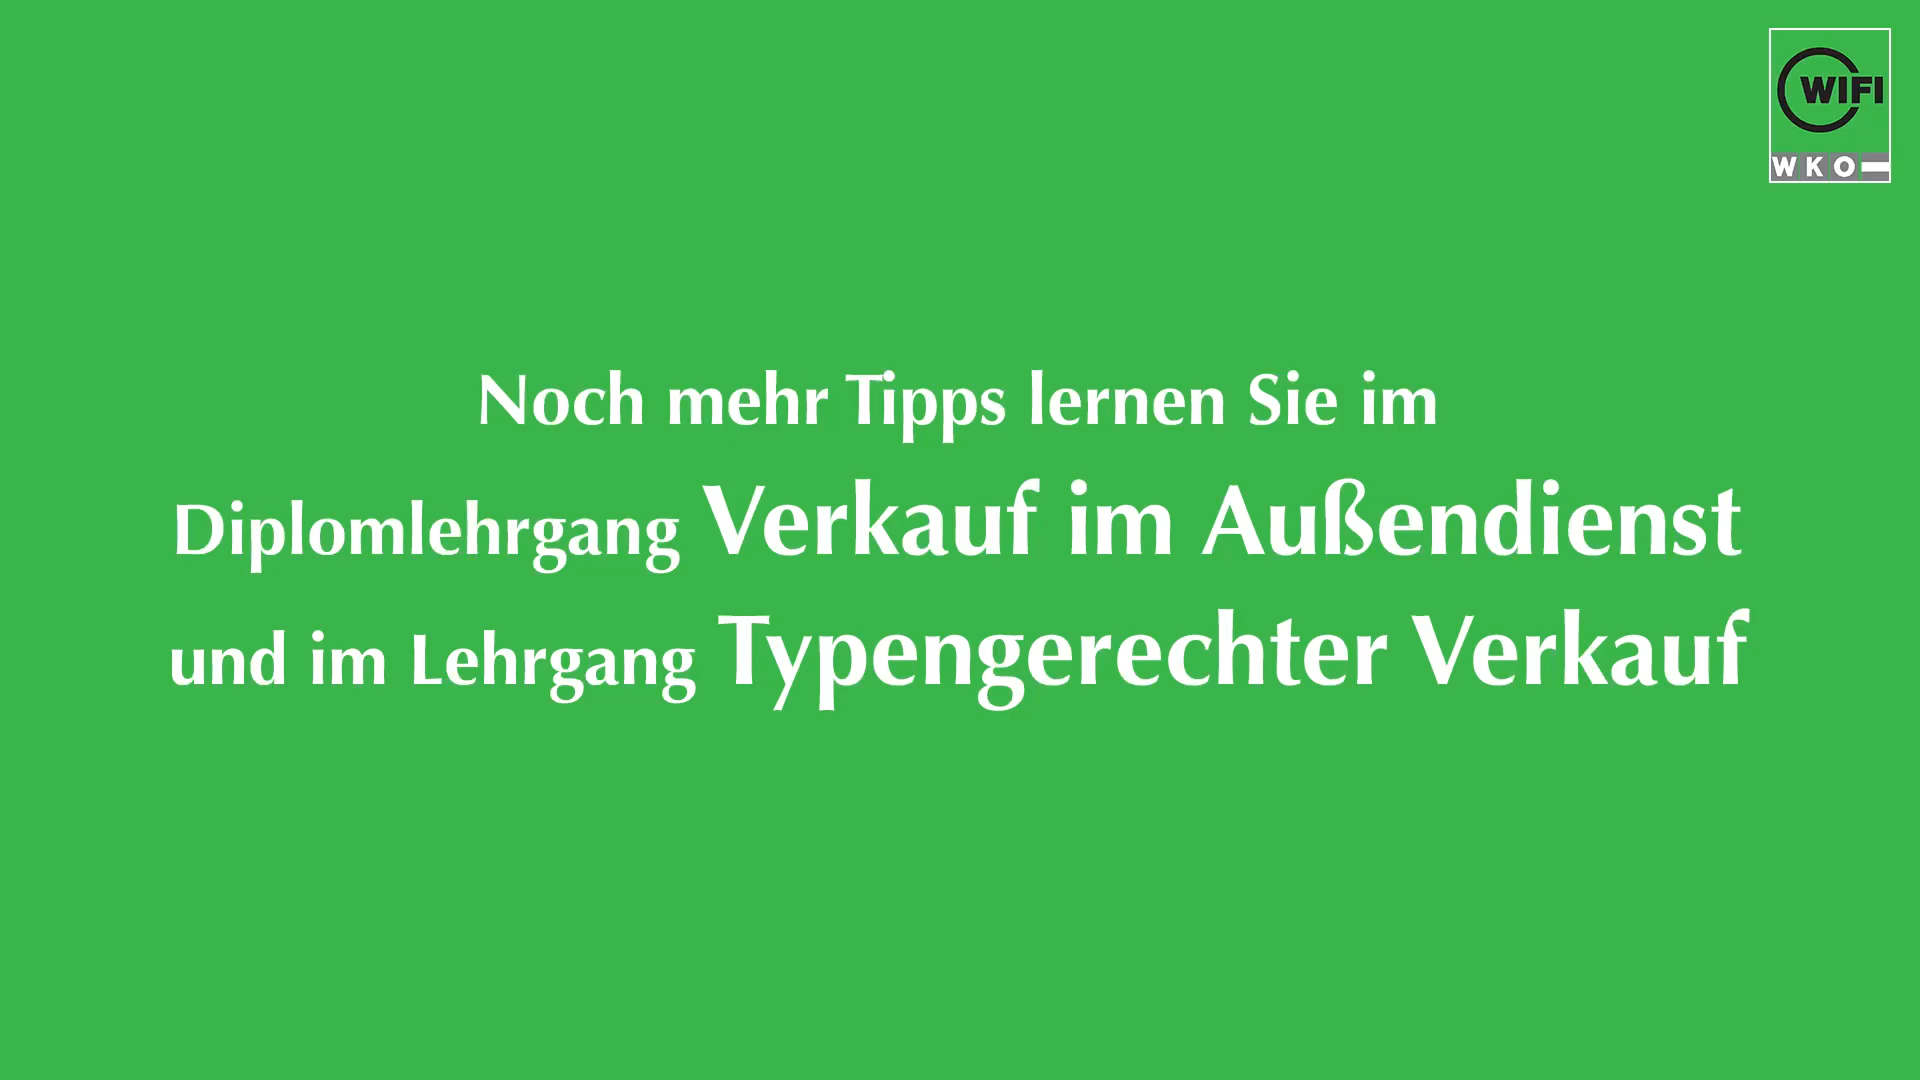 WIFI
WKO
Noch mehr Tipps lernen Sie im
Diplomlehrgang Verkauf im Außendienst
und im Lehrgang Typengerechter Verkauf